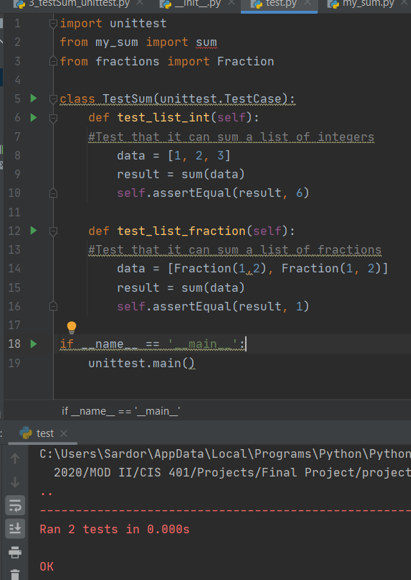 3_testSum_unittest.py
__init__.py
test.py
my_sum.py
1 import unittest
2 from my_sum import sum
3 from fractions import Fraction
4
5 class TestSum(unittest.TestCase):
6 def test_list_int(self):
7 #Test that it can sum a list of integers
8 data = [1, 2, 3]
9 result = sum(data)
10 self.assertEqual(result, 6)
11
12 def test_list_fraction(self):
13 #Test that it can sum a list of fractions
14 data = [Fraction(1,2), Fraction(1, 2)]
15 result = sum(data)
16 self.assertEqual(result, 1)
17
18 if __name__ == '__main__':
19 unittest.main()
if __name__ == '__main__'
: test
C:\Users\Sardor\AppData\Local\Programs\Python\Python
2020/MOD II/CIS 401/Projects/Final Project/project
..
----------------------------------------------------
Ran 2 tests in 0.000s
OK